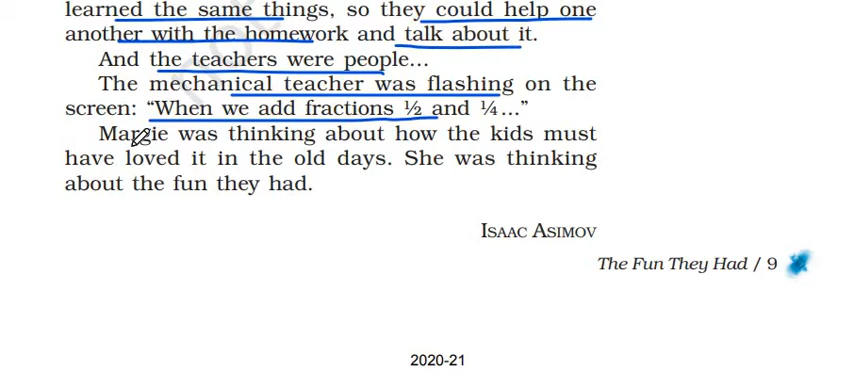 learned the same things, so they could help one
another with the homework and talk about it.
And the teachers were people...
The mechanical teacher was flashing on the
screen: “When we add fractions ½ and ¼...”
Margie was thinking about how the kids must
have loved it in the old days. She was thinking
about the fun they had.
ISAAC ASIMOV
The Fun They Had / 9
2020-21